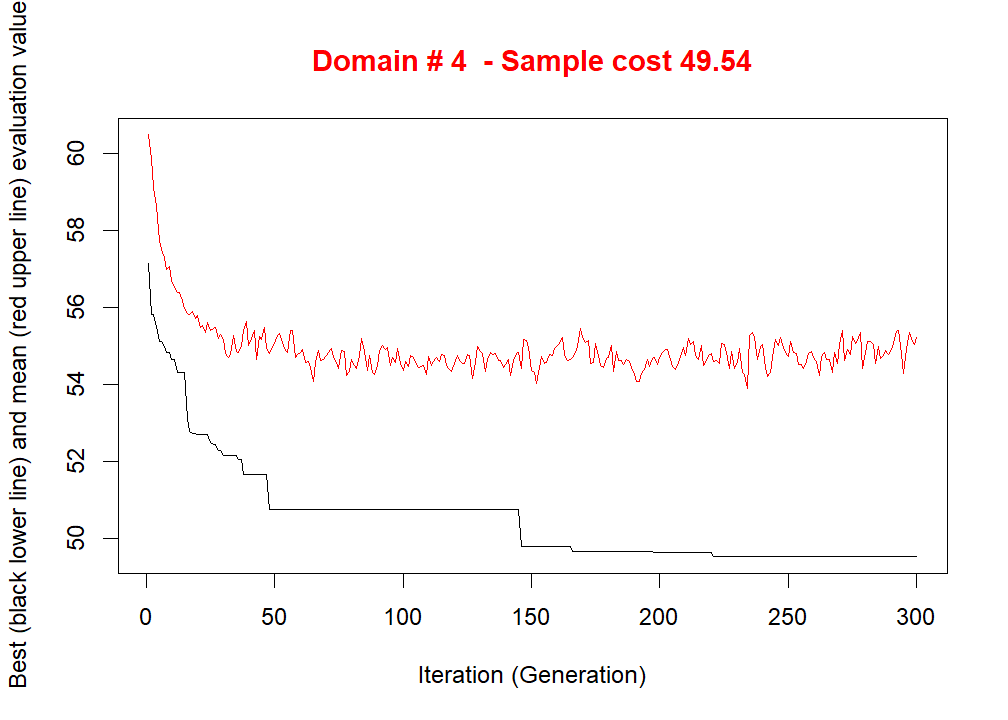 Domain # 4  - Sample cost 49.54
Best (black lower line) and mean (red upper line) evaluation value
60
58
56
54
52
50
0 50 100 150 200 250 300
Iteration (Generation)